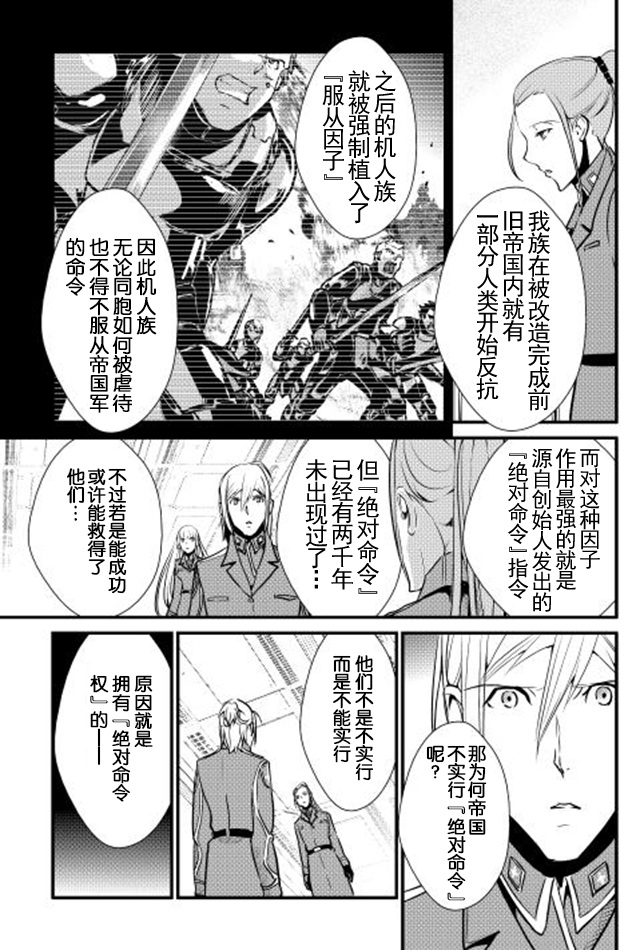 我族在被改造完成前
旧帝国内就有
一部分人类开始反抗
之后的机人族
就被强制植入了
『服从因子』
因此机人族
无论同胞如何被虐待
也不得不服从帝国军
的命令
而对这种因子
作用最强的就是
源自创始人发出的
『绝对命令』指令
但『绝对命令』
已经有两千年
未出现过了…
不过若是能成功
或许能救得了
他们…
那为何帝国
不实行『绝对命令』
呢？
他们不是不实行
而是不能实行
原因就是
拥有『绝对命令
权』的——